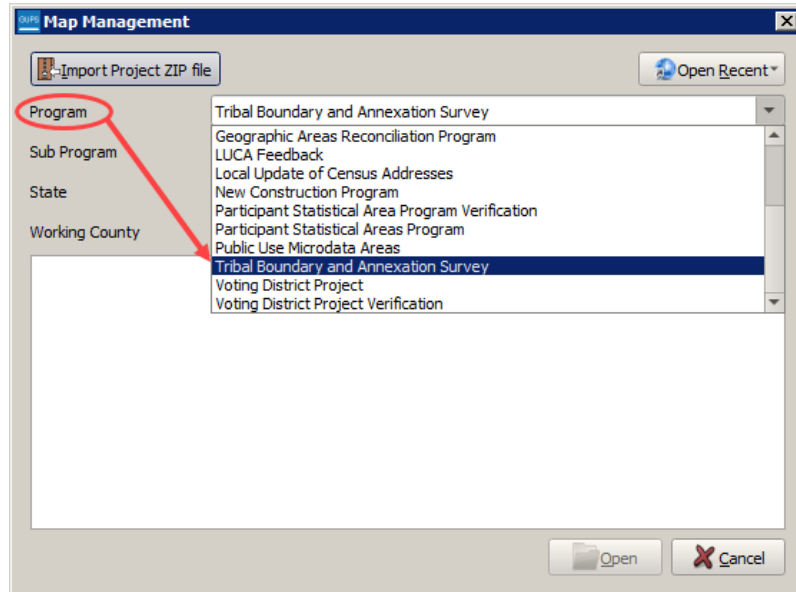 GUPS Map Management
Import Project ZIP file
Open Recent
Program
Tribal Boundary and Annexation Survey
Geographic Areas Reconciliation Program
Sub Program
LUCA Feedback
Local Update of Census Addresses
State
New Construction Program
Participant Statistical Area Program Verification
Working County
Participant Statistical Areas Program
Public Use Microdata Areas
Tribal Boundary and Annexation Survey
Voting District Project
Voting District Project Verification
Open
Cancel